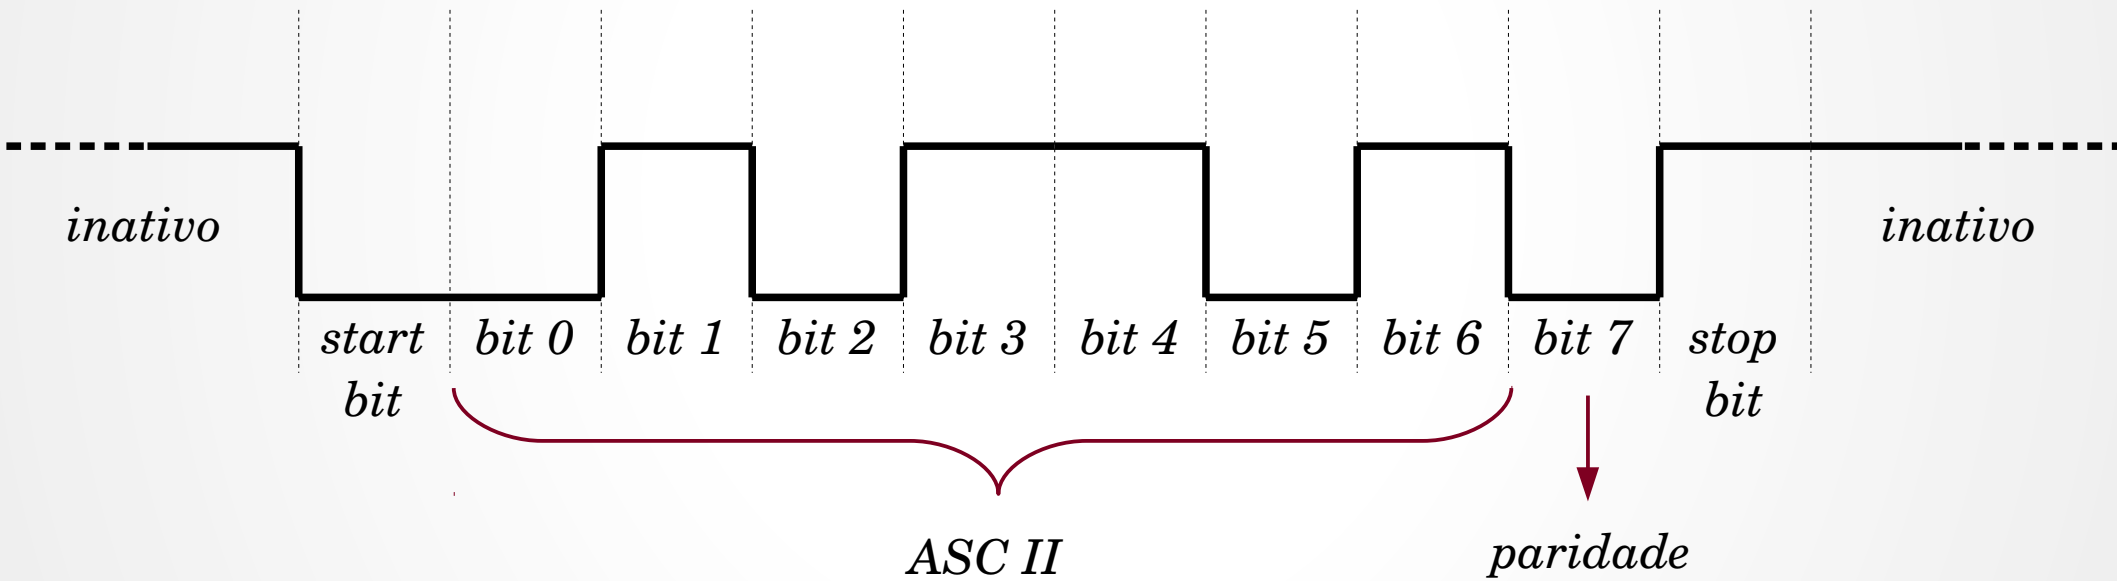 inativo
inativo
start bit 0 bit 1 bit 2 bit 3 bit 4 bit 5 bit 6 bit 7 stop
bit bit
ASC II paridade